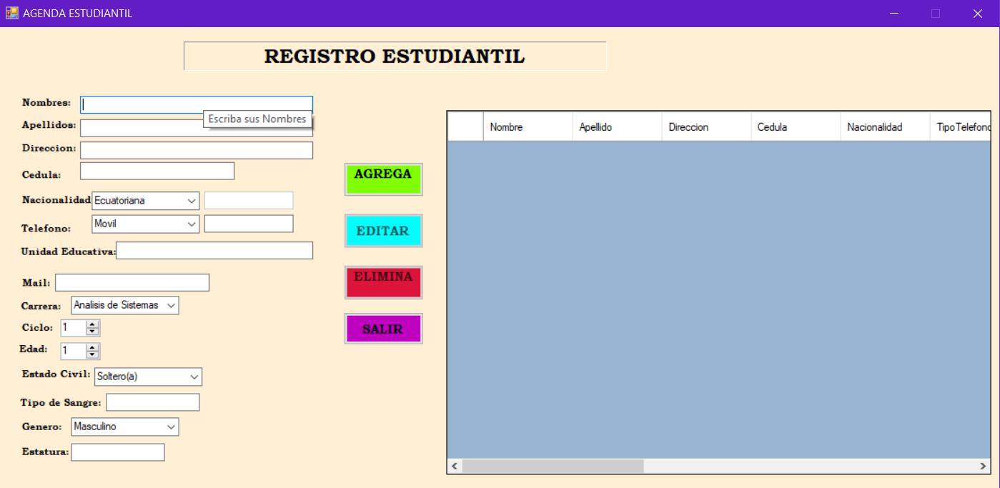 AGENDA ESTUDIANTIL
REGISTRO ESTUDIANTIL
Nombres:
Escriba sus Nombres
Apellidos:
Direccion:
Cedula:
Nacionalidad Ecuatoriana
Telefono: Movil
Unidad Educativa:
Mail:
Carrera: Analisis de Sistemas
Ciclo: 1
Edad: 1
Estado Civil: Soltero(a)
Tipo de Sangre:
Genero: Masculino
Estatura:
AGREGA
EDITAR
ELIMINA
SALIR
Nombre Apellido Direccion Cedula Nacionalidad TipoTelefono